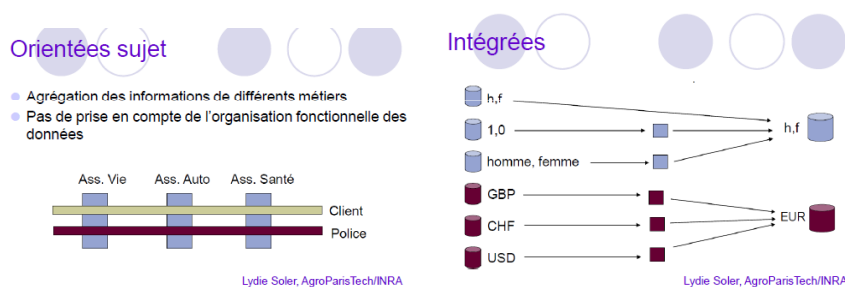 Orientées sujet
Agrégation des informations de différents métiers
Pas de prise en compte de l'organisation fonctionnelle des
données
Ass. Vie
Ass. Auto
Ass. Santé
Client
Police
Lydie Soler, AgroParisTech/INRA
Intégrées
h,f
1,0
homme, femme
h,f
GBP
CHF
USD
EUR
Lydie Soler, AgroParisTech/INRA